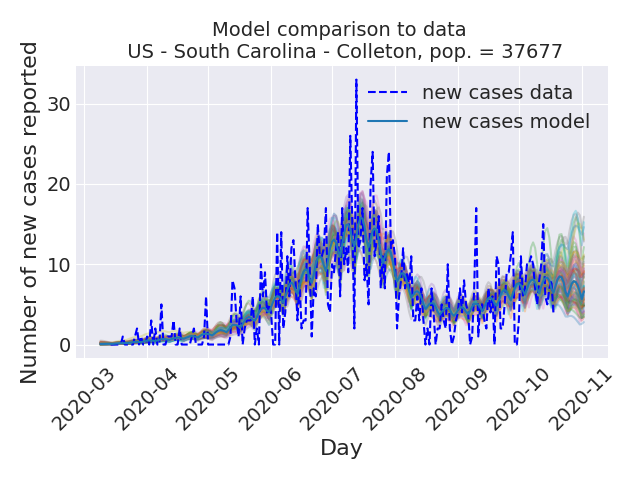 Model comparison to data
US - South Carolina - Colleton, pop. = 37677
Number of new cases reported
30
20
10
0
new cases data
new cases model
2020-03
2020-04
2020-05
2020-06
2020-07
2020-08
2020-09
2020-10
2020-11
Day